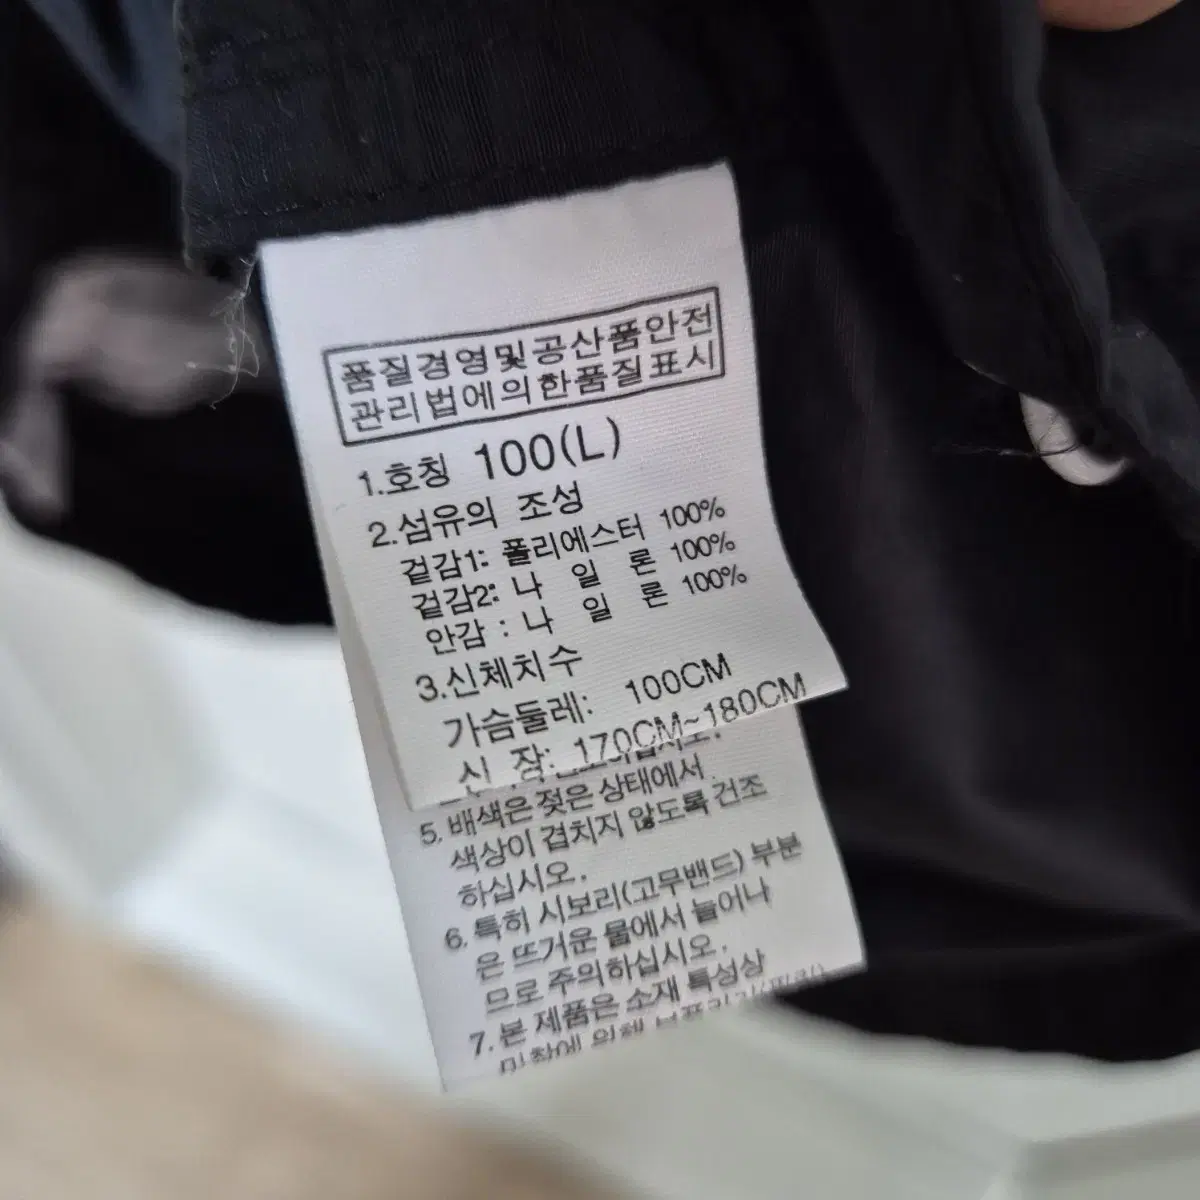 품질경영및공산품안전
관리법에의한품질표시
1.호칭 100(L)
2.섬유의 조성
겉감1: 폴리에스터 100%
겉감2: 나 일 론 100%
안감 : 나 일 론 100%
3.신체치수
가슴둘레: 100CM
신 장: 170CM~180CM
5. 배색은 젖은 상태에서
색상이 겹치지 않도록 건조
하십시오.
6. 특히 시보리(고무밴드) 부분
은 뜨거운 물에서 늘어나
므로 주의하십시오.
7. 본 제품은 소재 특성상
마찰에 의해